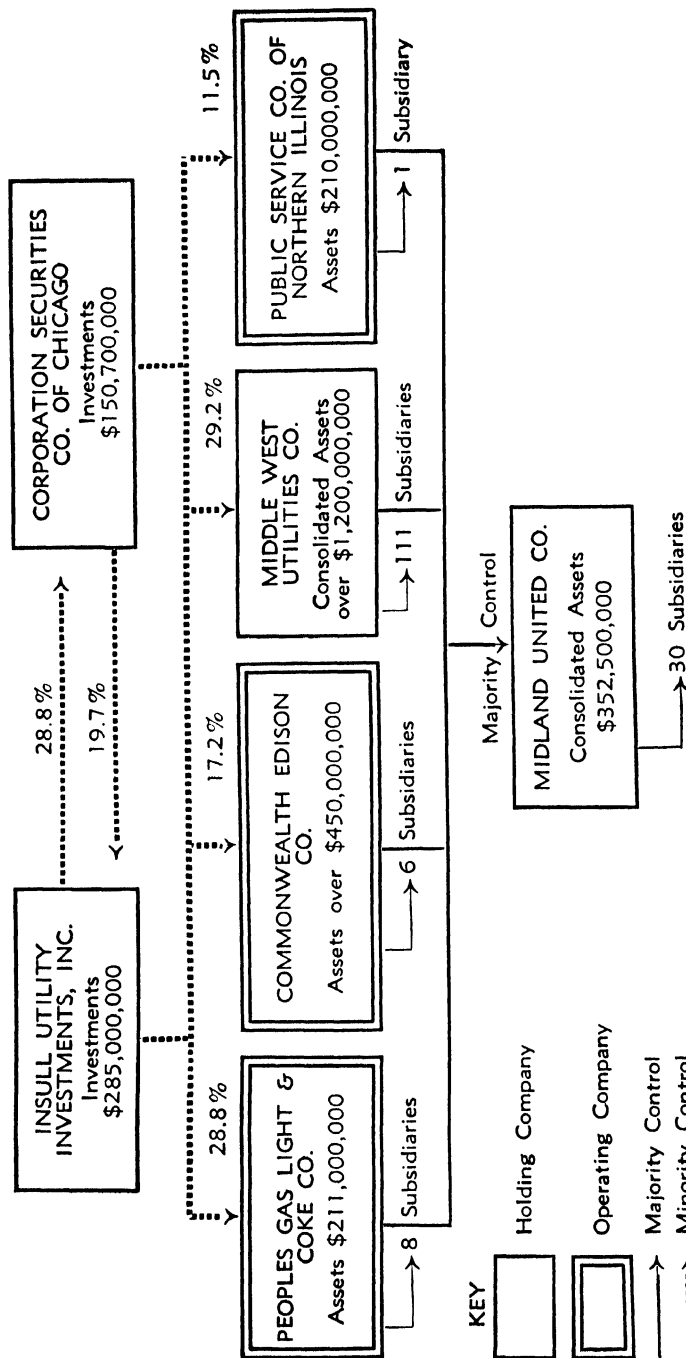 INSULL UTILITY
INVESTMENTS, INC.
Investments
$285,000,000
28.8%
19.7%
CORPORATION SECURITIES
CO. OF CHICAGO
Investments
$150,700,000
28.8%
17.2%
29.2%
11.5%
PEOPLES GAS LIGHT &
COKE CO.
Assets $211,000,000
8 Subsidiaries
COMMONWEALTH EDISON
CO.
Assets over $450,000,000
6 Subsidiaries
MIDDLE WEST
UTILITIES CO.
Consolidated Assets
over $1,200,000,000
111 Subsidiaries
PUBLIC SERVICE CO. OF
NORTHERN ILLINOIS
Assets $210,000,000
1 Subsidiary
Majority Control
MIDLAND UNITED CO.
Consolidated Assets
$352,500,000
30 Subsidiaries
KEY
Holding Company
Operating Company
Majority Control
Minority Control